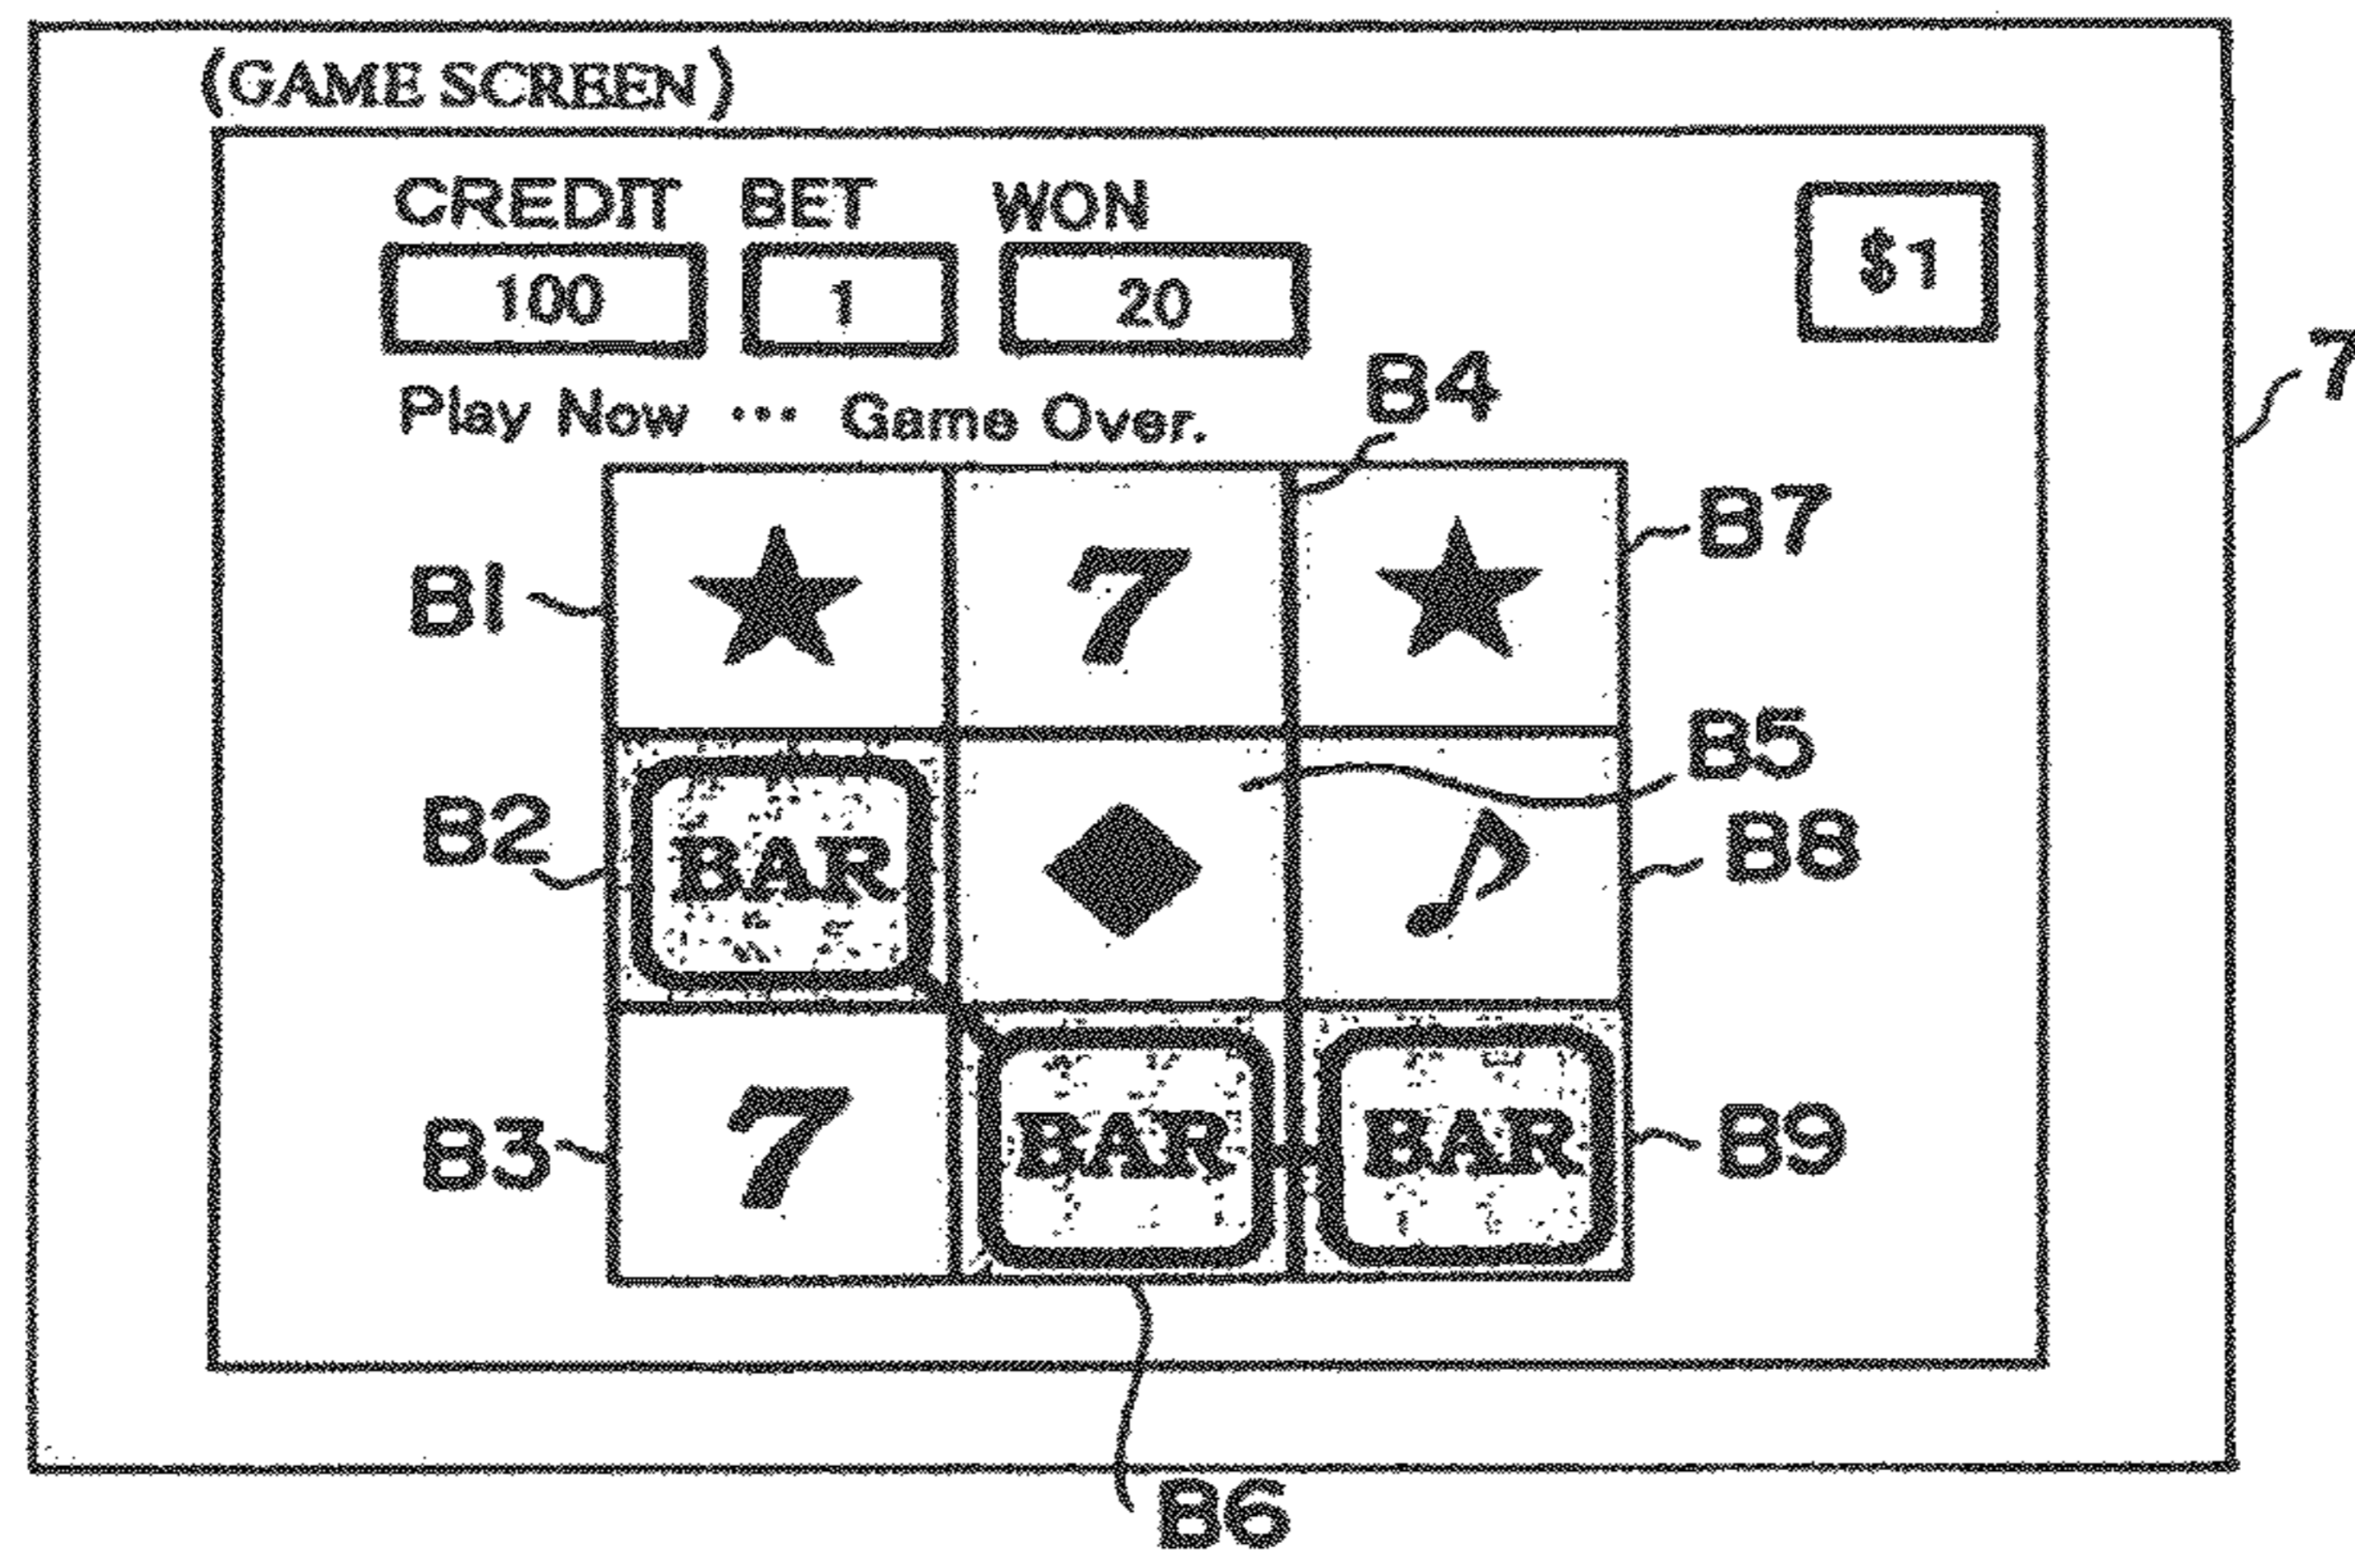 (GAME SCREEN)
CREDIT BET WON
100 1 20 $1
7
Play Now ... Game Over.
B4
B7
B1 7
B5
B2 BAR B8
B3 7 BAR BAR B9
B6